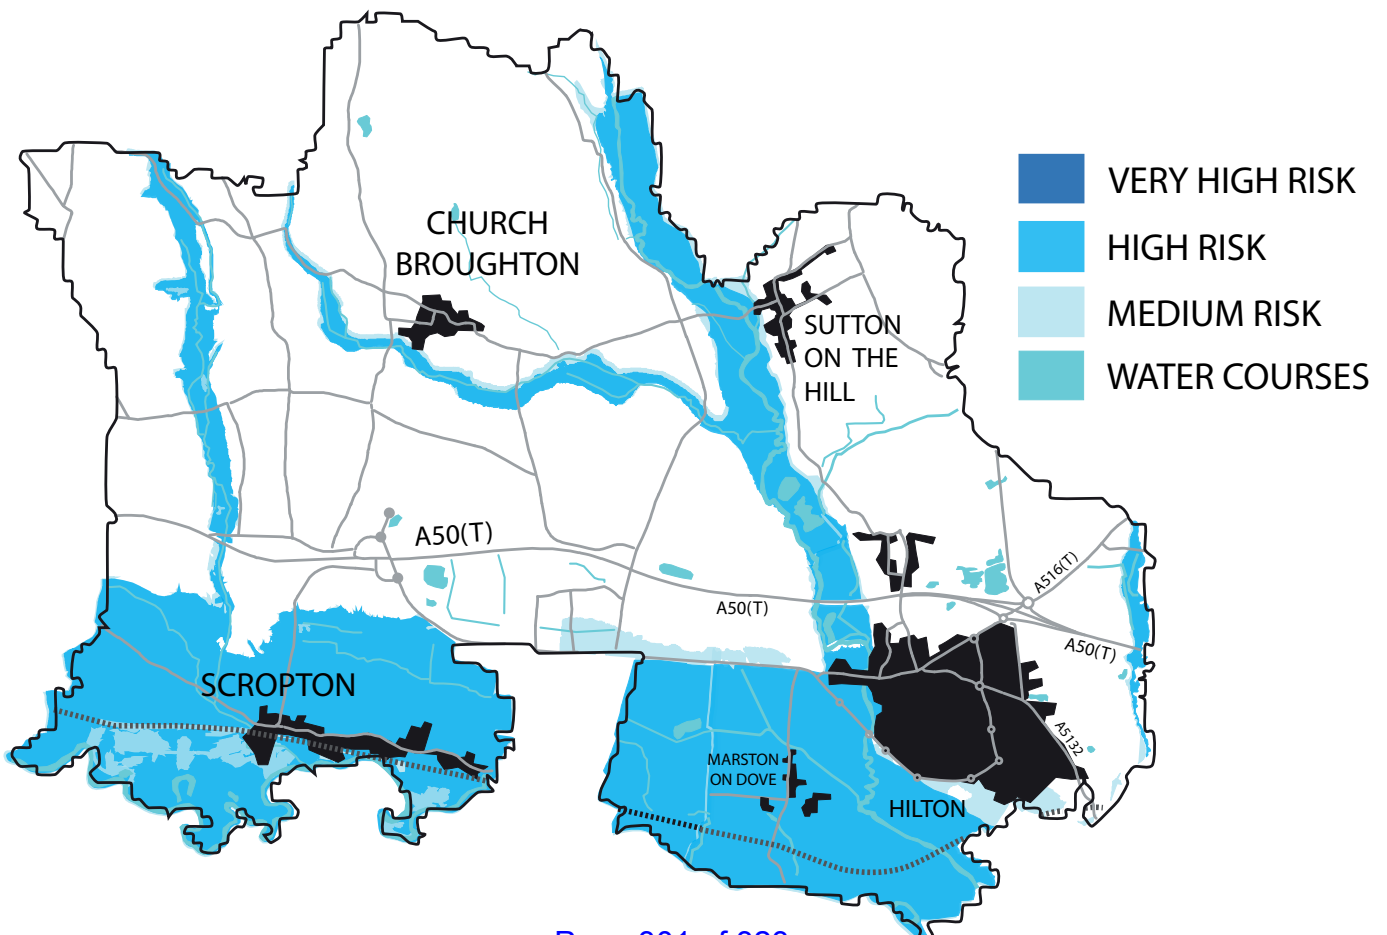 CHURCH
BROUGHTON
SUTTON
ON THE
HILL
VERY HIGH RISK
HIGH RISK
MEDIUM RISK
WATER COURSES
A50(T)
A50(T)
A516(T)
A50(T)
SCROPTON
MARSTON
ON DOVE
HILTON
A5132